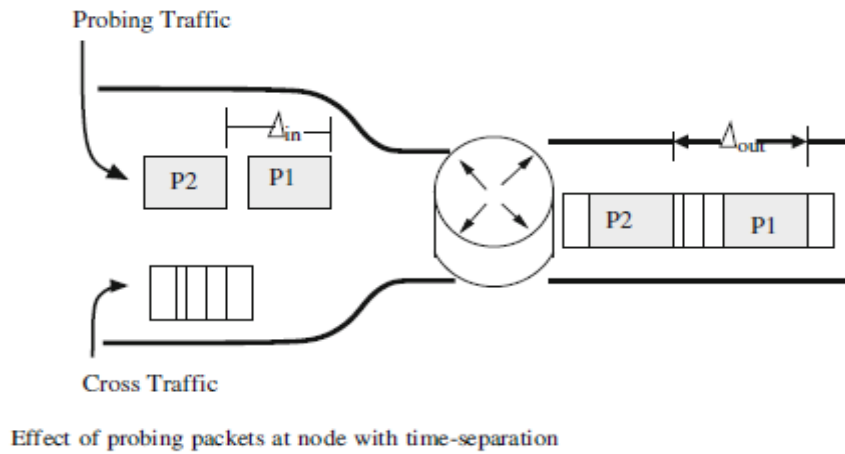 Probing Traffic
Δin
Δout
P2
P1
P2
P1
Cross Traffic
Effect of probing packets at node with time-separation